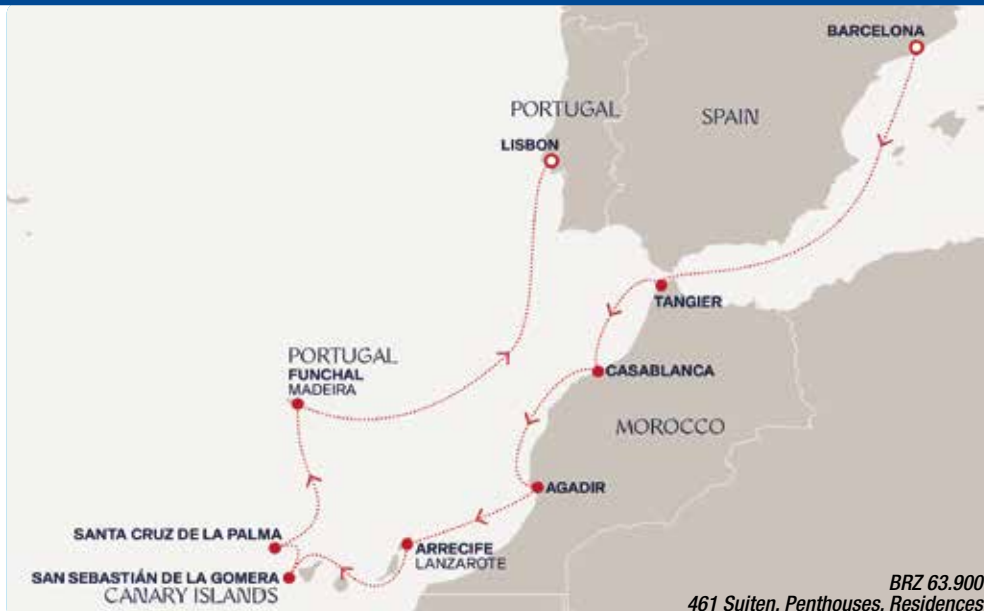 BARCELONA
PORTUGAL
SPAIN
LISBON
TANGIER
PORTUGAL
FUNCHAL
MADEIRA
CASABLANCA
MOROCCO
AGADIR
SANTA CRUZ DE LA PALMA
ARRECIFE
LANZAROTE
SAN SEBASTIÁN DE LA GOMERA
CANARY ISLANDS
BRZ 63.900
461 Suiten, Penthouses, Residences